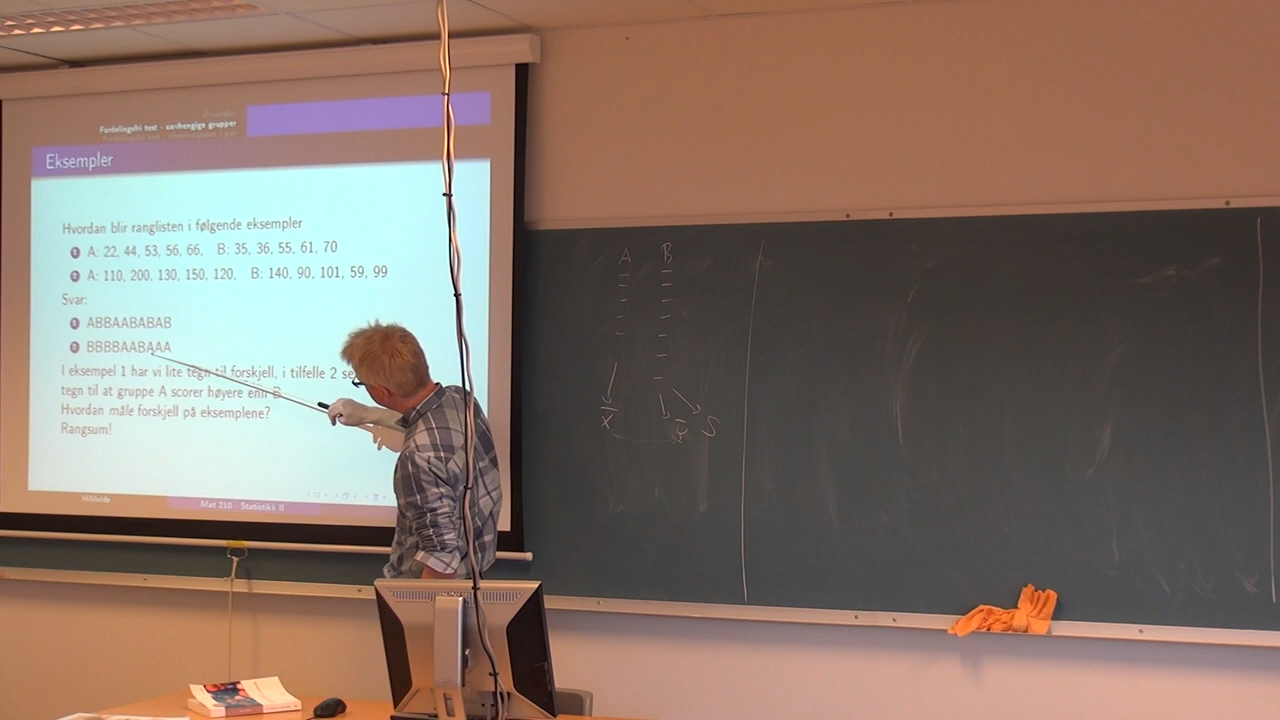 Fordelingsfri test - uavhengige grupper
Eksempler
Hvordan blir ranglisten i følgende eksempler
1 A: 22, 44, 53, 56, 66, B: 35, 36, 55, 61, 70
2 A: 110, 200, 130, 150, 120, B: 140, 90, 101, 59, 99
Svar:
1 ABBAABABAB
2 BBBBAABAAA
I eksempel 1 har vi lite tegn til forskjell, i tilfelle 2 se
tegn til at gruppe A scorer høyere enn B.
Hvordan måle forskjell på eksemplene?
Rangsum!
Mat 210 - Statistikk II
A B
X̄ S